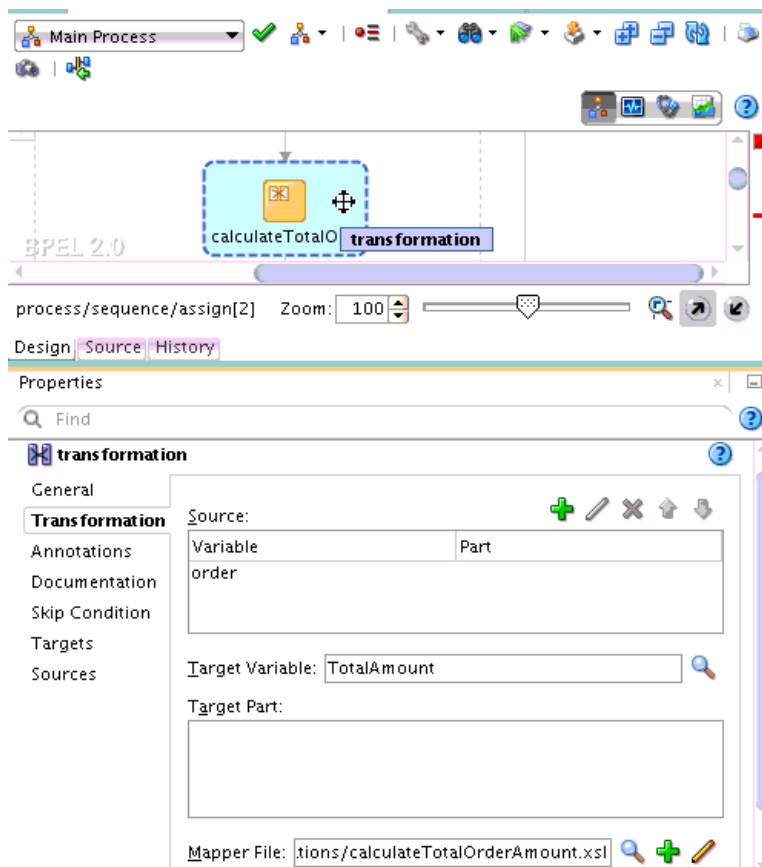 Main Process
calculateTotalO
transformation
BPEL 2.0
process/sequence/assign[2] Zoom: 100
Design Source History
Properties
Find
transformation
General
Transformation
Annotations
Documentation
Skip Condition
Targets
Sources
Source:
Variable Part
order
Target Variable: TotalAmount
Target Part:
Mapper File: .tions/calculateTotalOrderAmount.xsl